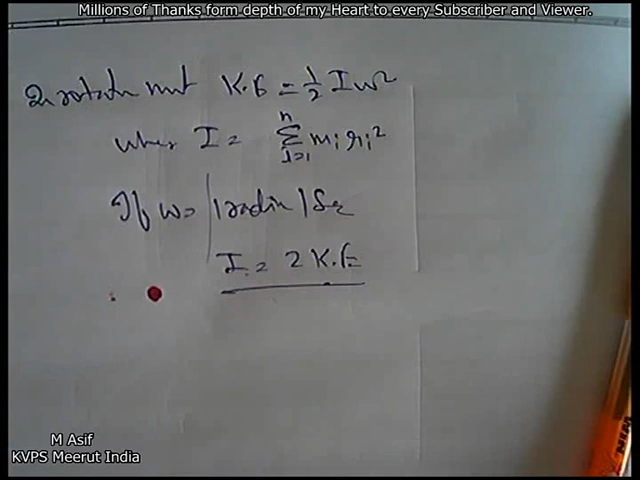 Millions of Thanks form depth of my Heart to every Subscriber and Viewer.
In rotation mot K.E = 1/2 Iω²
where I = n∑i=1 mᵢrᵢ²
If ω = 1 radian/Sec
I = 2 K.E
M Asif
KVPS Meerut India